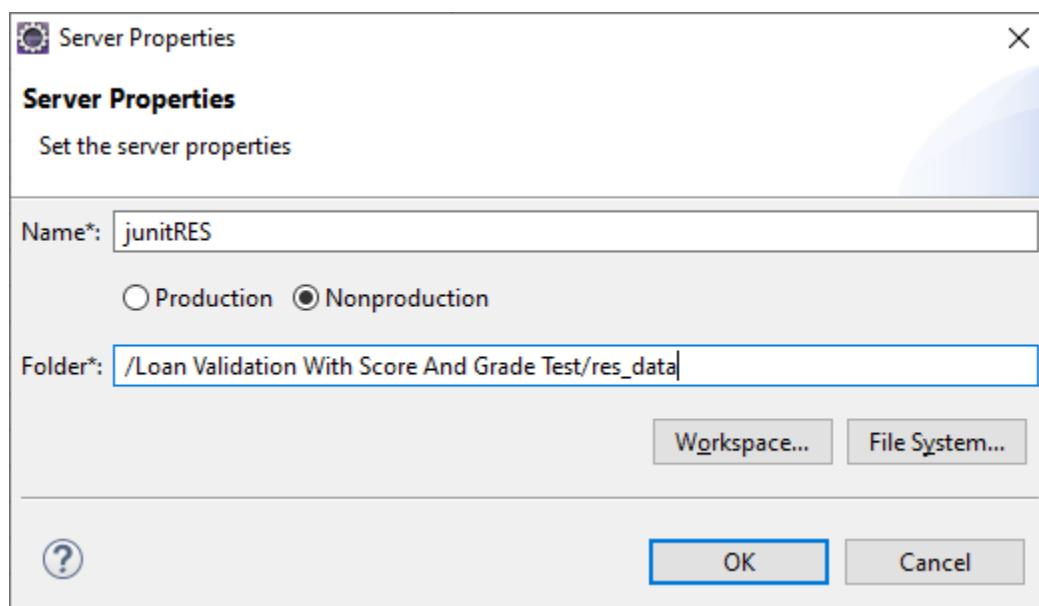 Server Properties
Server Properties
Set the server properties
Name*: junitRES
Production Nonproduction
Folder*: /Loan Validation With Score And Grade Test/res_data
Workspace... File System...
? OK Cancel